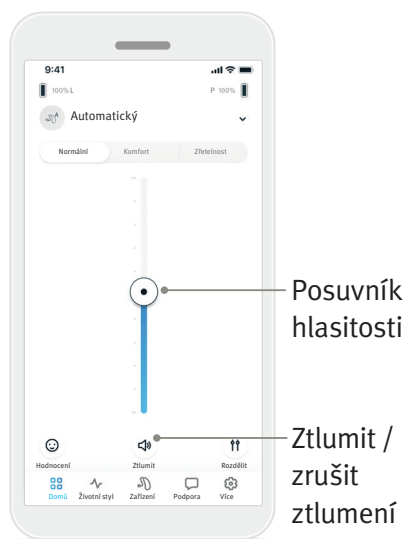 9:41
100% L
P 100%
Automatický
Normální Komfort Zřetelnost
Posuvník
hlasitosti
Ztlumit /
zrušit
ztlumení
Hodnocení Ztlumit Rozdělit
Domů Životní styl Zařízení Podpora Více